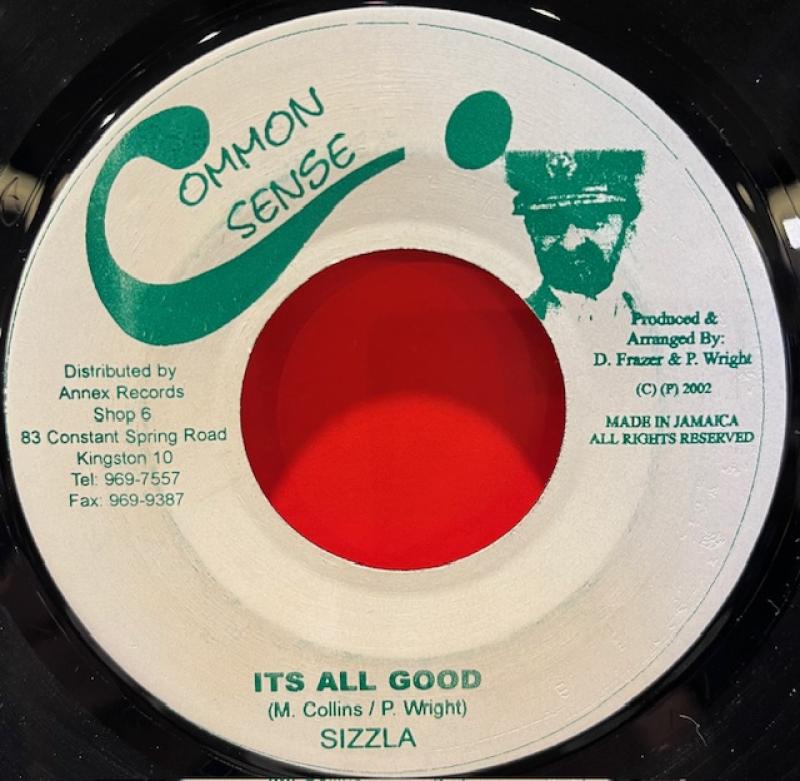 COMMON
SENSE
Distributed by
Annex Records
Shop 6
83 Constant Spring Road
Kingston 10
Tel: 969-7557
Fax: 969-9387
Produced &
Arranged By:
D. Frazer & P. Wright
(C) (P) 2002
MADE IN JAMAICA
ALL RIGHTS RESERVED
ITS ALL GOOD
(M. Collins / P. Wright)
SIZZLA